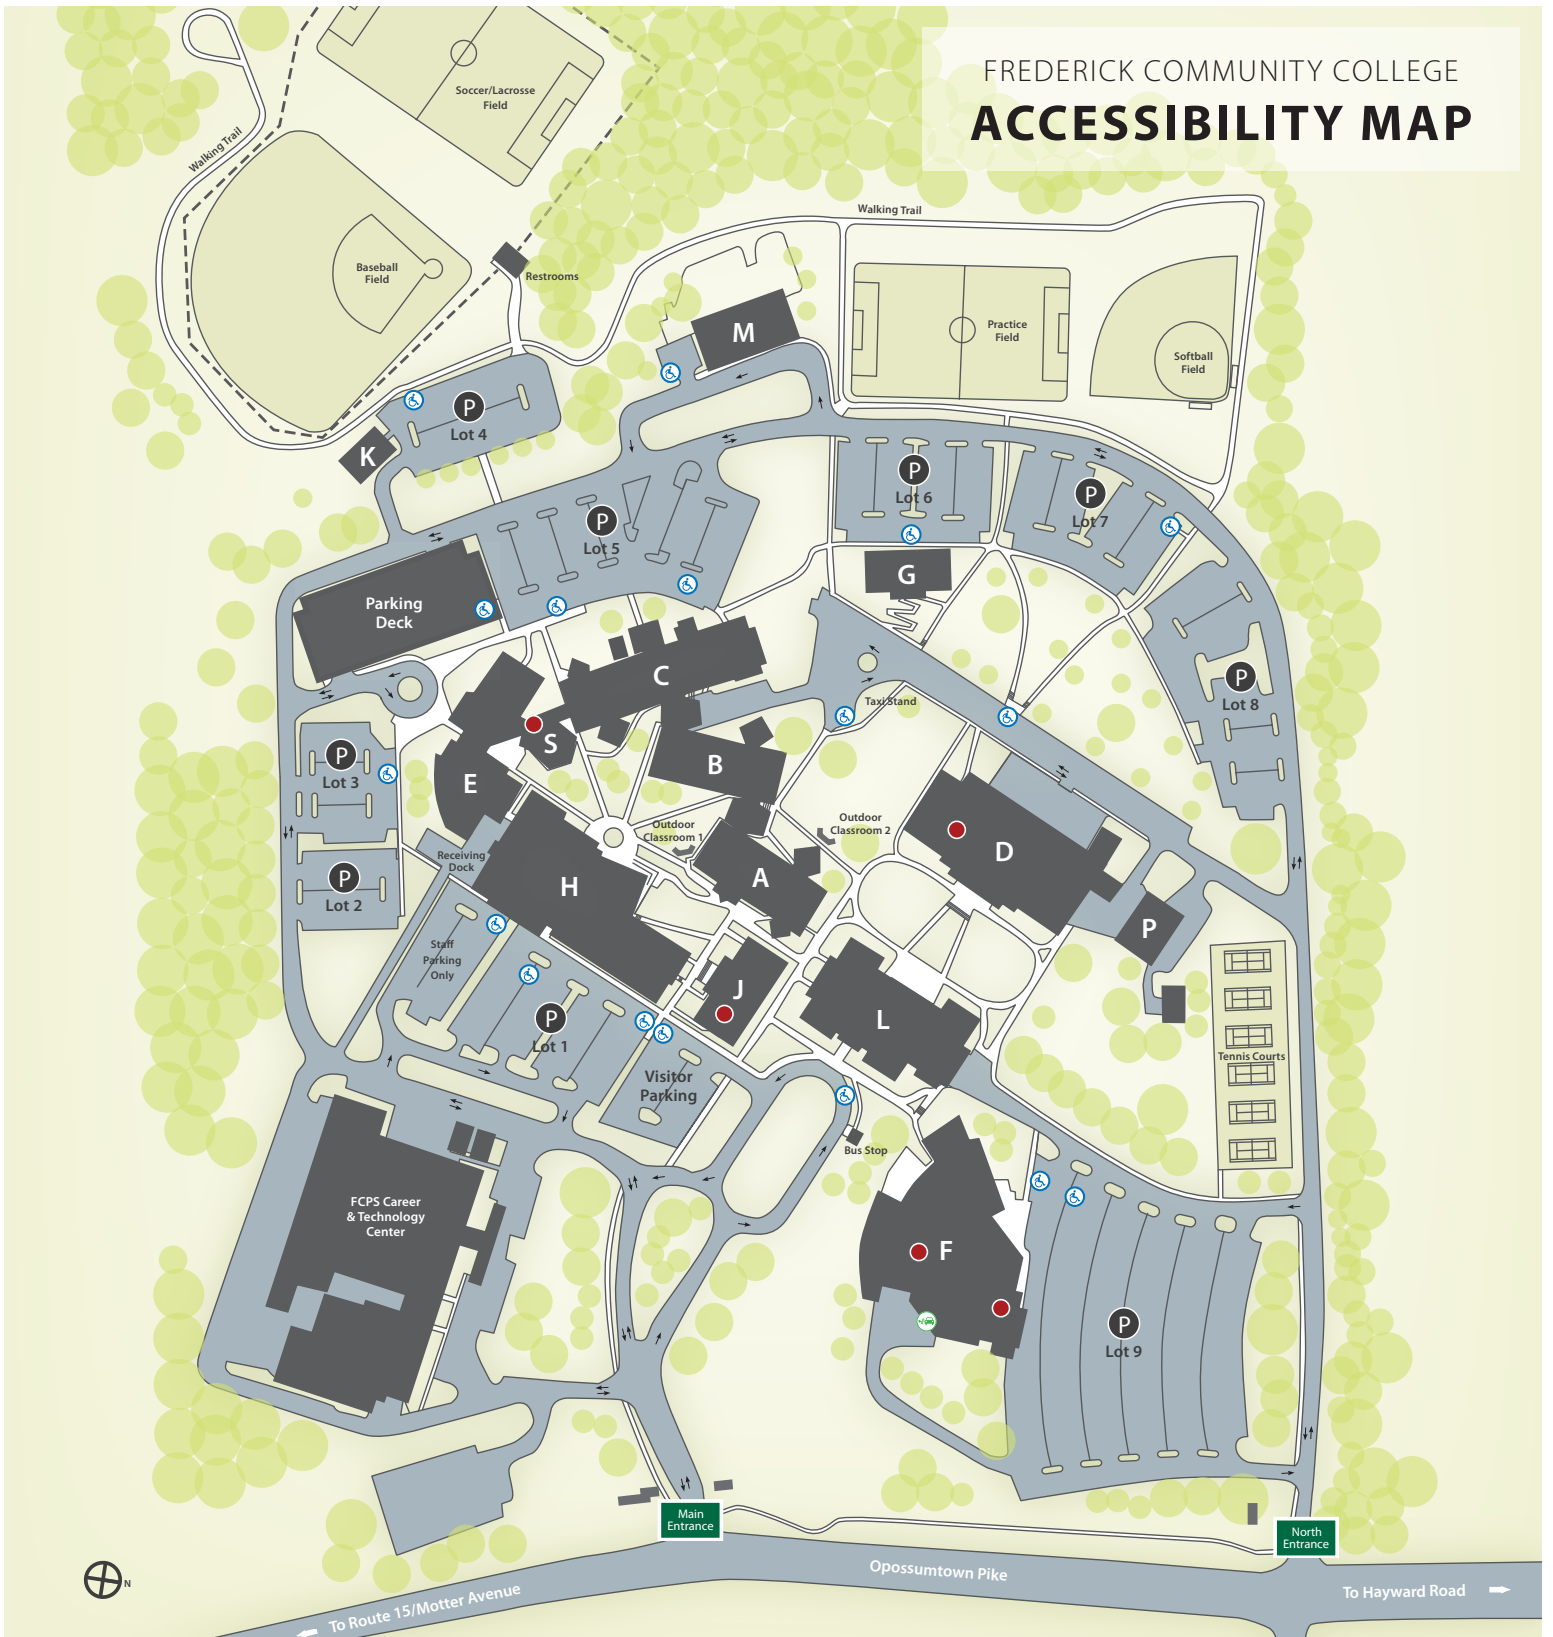 FREDERICK COMMUNITY COLLEGE
ACCESSIBILITY MAP
Soccer/Lacrosse
Field
Walking Trail
Walking Trail
Baseball
Field
Restrooms
M
Practice
Field
Softball
Field
P
Lot 4
K
P
Lot 5
P
Lot 6
P
Lot 7
G
Parking
Deck
C
Taxi Stand
P
Lot 8
S
B
E
P
Lot 3
Outdoor
Classroom 1
Outdoor
Classroom 2
D
Receiving
Dock
P
Lot 2
H
A
P
Staff
Parking
Only
J
L
P
Lot 1
Tennis Courts
Visitor
Parking
Bus Stop
FCPS Career
& Technology
Center
F
P
Lot 9
Main
Entrance
North
Entrance
N
Opossumtown Pike
To Route 15/Motter Avenue
To Hayward Road